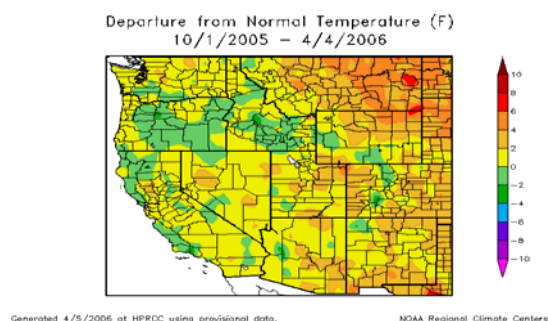 Departure from Normal Temperature (F)
10/1/2005 – 4/4/2006
10
8
6
4
2
0
−2
−4
−6
−8
−10
Generated 4/5/2006 at HPRCC using provisional data.
NOAA Regional Climate Centers